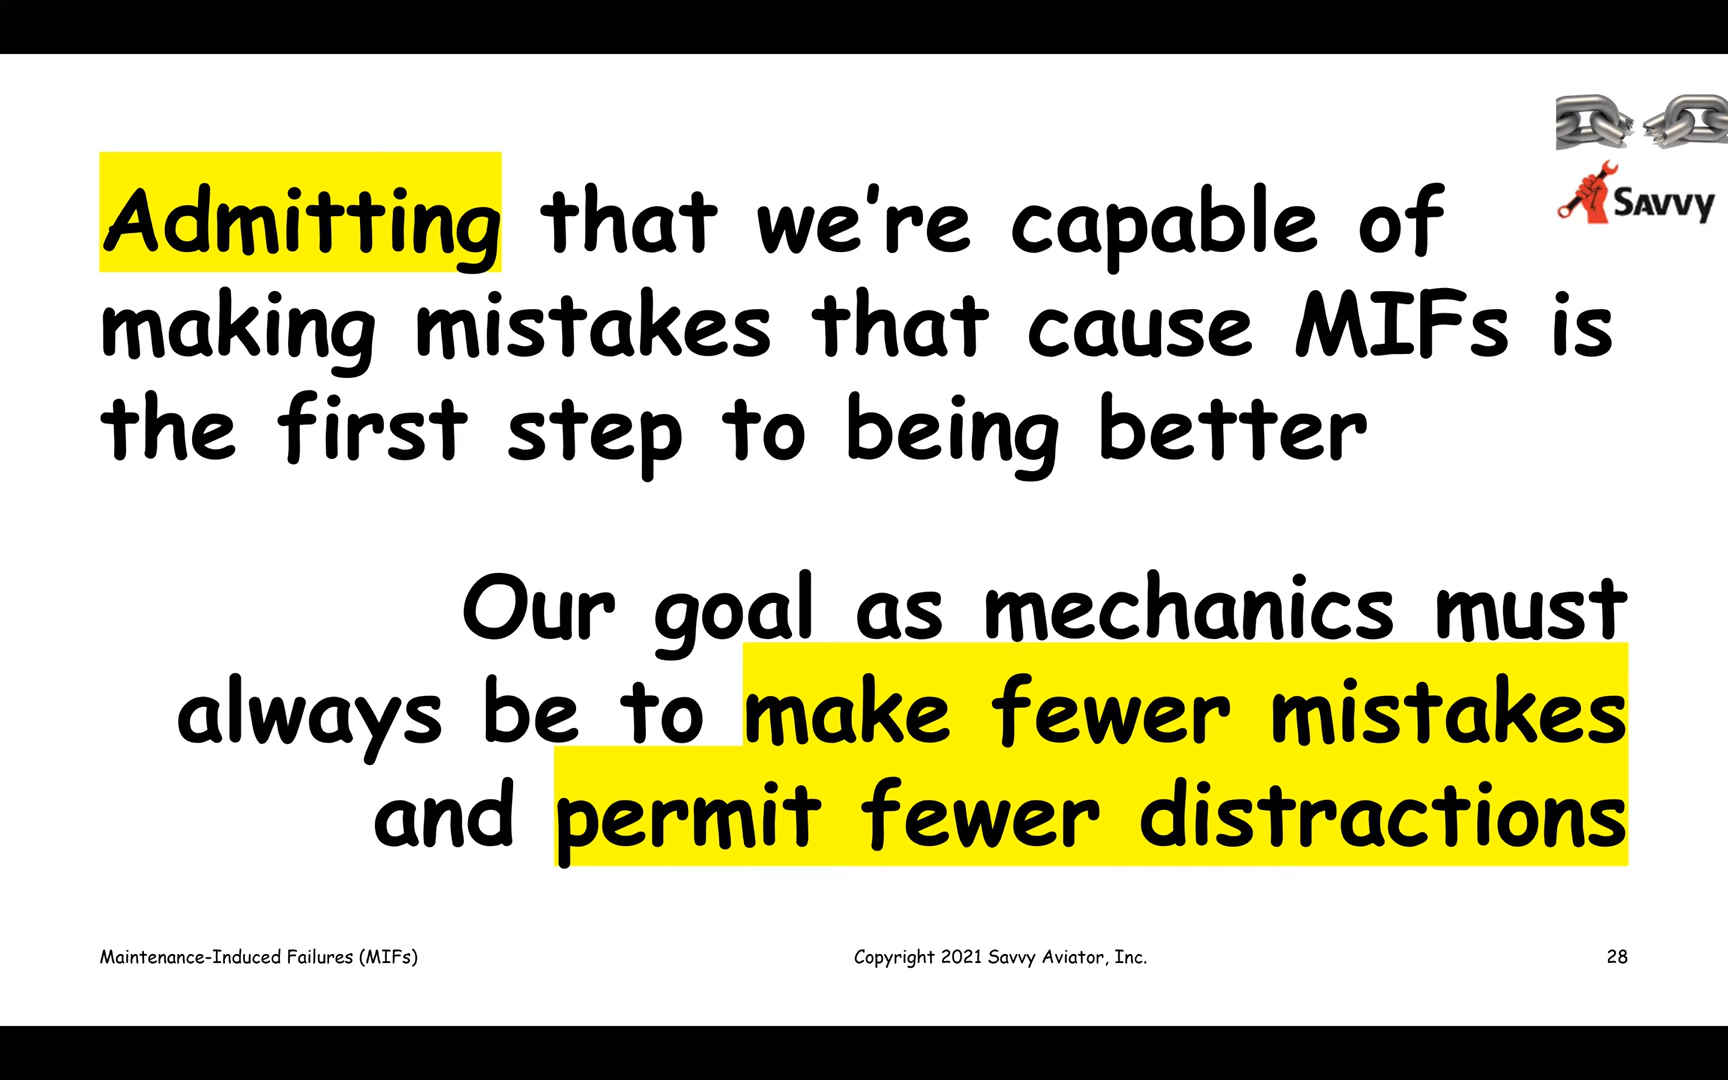 Savvy
Admitting that we’re capable of
making mistakes that cause MIFs is
the first step to being better
Our goal as mechanics must
always be to make fewer mistakes
and permit fewer distractions
Maintenance-Induced Failures (MIFs)
Copyright 2021 Savvy Aviator, Inc.
28